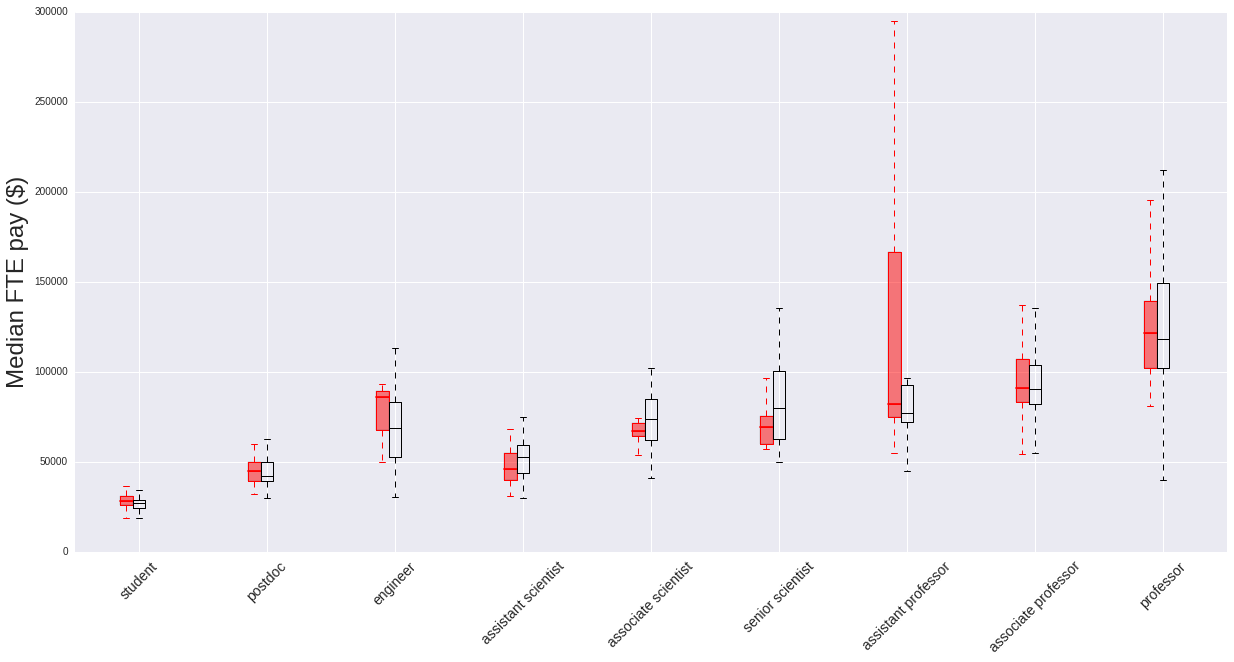 Median FTE pay ($)
300000
250000
200000
150000
100000
50000
0
student
postdoc
engineer
assistant scientist
associate scientist
senior scientist
assistant professor
associate professor
professor